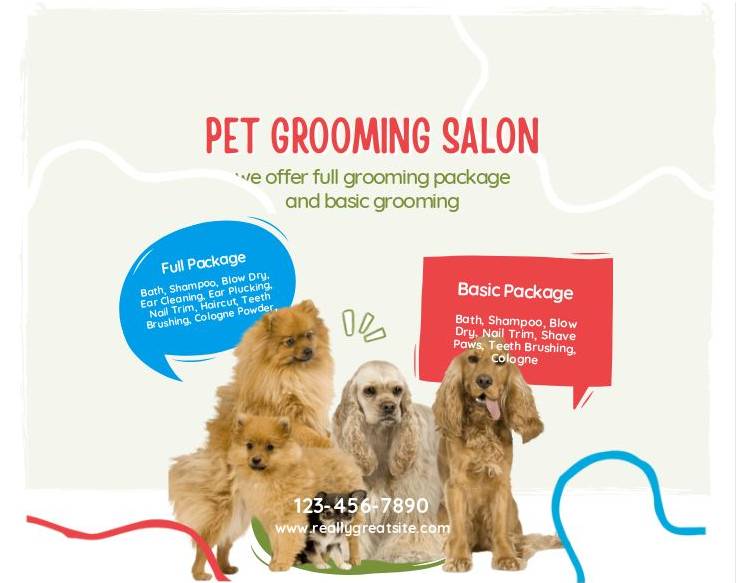 PET GROOMING SALON
we offer full grooming package
and basic grooming
Full Package
Bath, Shampoo, Blow Dry,
Ear Cleaning, Ear Plucking,
Nail Trim, Haircut, Teeth
Brushing, Cologne Powder,
Basic Package
Bath, Shampoo, Blow
Dry, Nail Trim, Shave
Paws, Teeth Brushing,
Cologne
123-456-7890
www.reallygreatsite.com